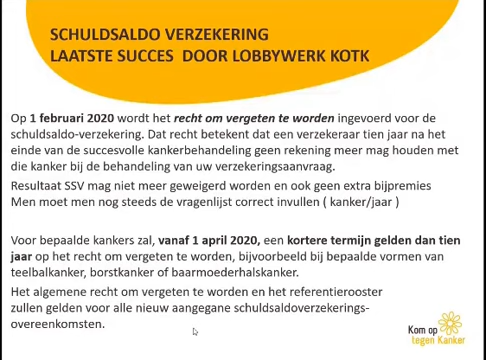 SCHULDSALDO VERZEKERING
LAATSTE SUCCES DOOR LOBBYWERK KOTK
Op 1 februari 2020 wordt het recht om vergeten te worden ingevoerd voor de
schuldsaldo-verzekering. Dat recht betekent dat een verzekeraar tien jaar na het
einde van de succesvolle kankerbehandeling geen rekening meer mag houden met
die kanker bij de behandeling van uw verzekeringsaanvraag.
Resultaat SSV mag niet meer geweigerd worden en ook geen extra bijpremies
Men moet men nog steeds de vragenlijst correct invullen ( kanker/jaar )
Voor bepaalde kankers zal, vanaf 1 april 2020, een kortere termijn gelden dan tien
jaar op het recht om vergeten te worden, bijvoorbeeld bij bepaalde vormen van
teelbalkanker, borstkanker of baarmoederhalskanker.
Het algemene recht om vergeten te worden en het referentierooster
zullen gelden voor alle nieuw aangegane schuldsaldoverzekerings-
overeenkomsten.
Kom op
tegen Kanker